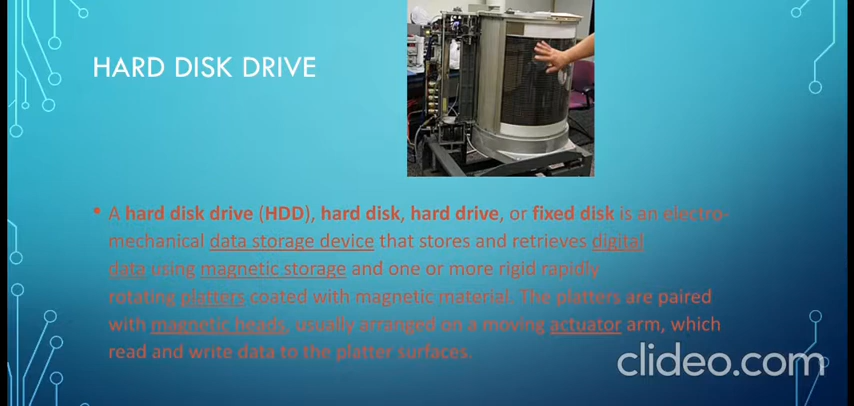 HARD DISK DRIVE
• A hard disk drive (HDD), hard disk, hard drive, or fixed disk is an electro-
mechanical data storage device that stores and retrieves digital
data using magnetic storage and one or more rigid rapidly
rotating platters coated with magnetic material. The platters are paired
with magnetic heads, usually arranged on a moving actuator arm, which
read and write data to the platter surfaces.
clideo.com